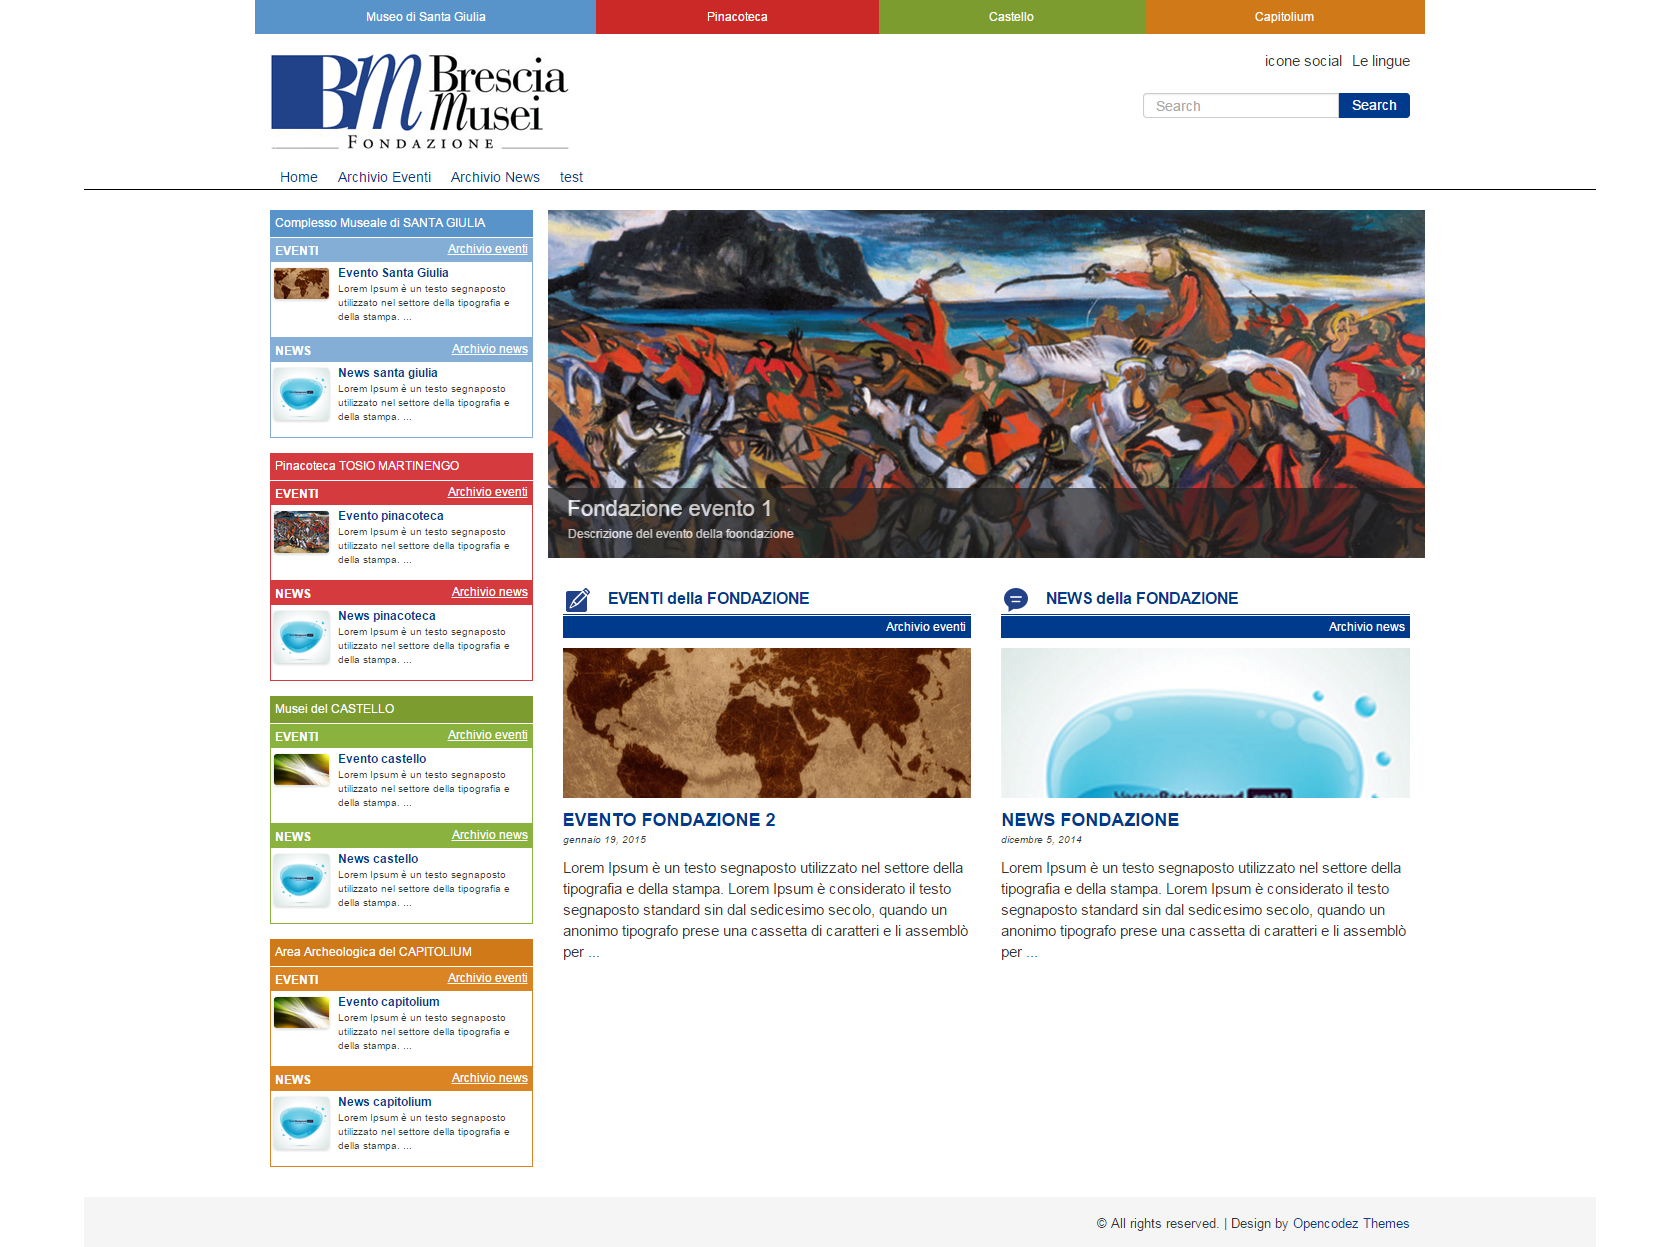 Museo di Santa Giulia
Pinacoteca
Castello
Capitolium
BM Brescia
Musei
FONDAZIONE
icone social Le lingue
Search Search
Home Archivio Eventi Archivio News test
Complesso Museale di SANTA GIULIA
EVENTI Archivio eventi
Evento Santa Giulia
Lorem Ipsum è un testo segnaposto
utilizzato nel settore della tipografia e
della stampa. ...
NEWS Archivio news
News santa giulia
Lorem Ipsum è un testo segnaposto
utilizzato nel settore della tipografia e
della stampa. ...
Pinacoteca TOSIO MARTINENGO
EVENTI Archivio eventi
Evento pinacoteca
Lorem Ipsum è un testo segnaposto
utilizzato nel settore della tipografia e
della stampa. ...
NEWS Archivio news
News pinacoteca
Lorem Ipsum è un testo segnaposto
utilizzato nel settore della tipografia e
della stampa. ...
Musei del CASTELLO
EVENTI Archivio eventi
Evento castello
Lorem Ipsum è un testo segnaposto
utilizzato nel settore della tipografia e
della stampa. ...
NEWS Archivio news
News castello
Lorem Ipsum è un testo segnaposto
utilizzato nel settore della tipografia e
della stampa. ...
Area Archeologica del CAPITOLIUM
EVENTI Archivio eventi
Evento capitolium
Lorem Ipsum è un testo segnaposto
utilizzato nel settore della tipografia e
della stampa. ...
NEWS Archivio news
News capitolium
Lorem Ipsum è un testo segnaposto
utilizzato nel settore della tipografia e
della stampa. ...
Fondazione evento 1
Descrizione del evento della foondazione
EVENTI della FONDAZIONE
Archivio eventi
EVENTO FONDAZIONE 2
gennaio 19, 2015
Lorem Ipsum è un testo segnaposto utilizzato nel settore della
tipografia e della stampa. Lorem Ipsum è considerato il testo
segnaposto standard sin dal sedicesimo secolo, quando un
anonimo tipografo prese una cassetta di caratteri e li assemblò
per ...
NEWS della FONDAZIONE
Archivio news
VectorBackground
NEWS FONDAZIONE
dicembre 5, 2014
Lorem Ipsum è un testo segnaposto utilizzato nel settore della
tipografia e della stampa. Lorem Ipsum è considerato il testo
segnaposto standard sin dal sedicesimo secolo, quando un
anonimo tipografo prese una cassetta di caratteri e li assemblò
per ...
© All rights reserved. | Design by Opencodez Themes